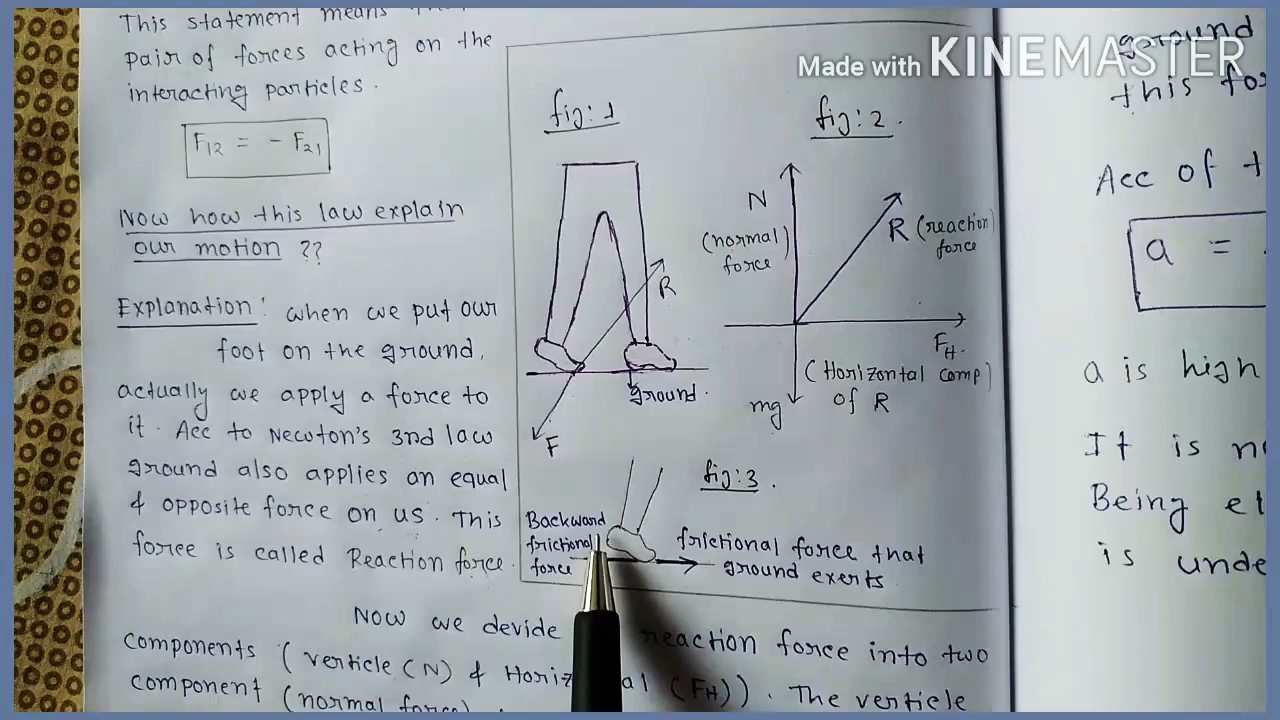 This statement means
pair of forces acting on the
interacting particles.
F12 = - F21
Now how this law explain
our motion ??
Explanation: when we put our
foot on the ground,
actually we apply a force to
it. Acc to Newton's 3rd law
ground also applies an equal
& opposite force on us. This
force is called Reaction force.
Now we devide reaction force into two
components (verticle (N) & Horiz al (FH)). The verticle
component (normal force)
fig:1
R
ground.
F
fig:2.
N
(normal)
force
R (reaction)
force
FH.
(Horizontal comp)
of R
mg
fig:3.
Backward
frictional
force
frictional force that
ground exerts
Made with KINEMASTER
ground
this
Acc of
a =
a is high
It is
Being
is